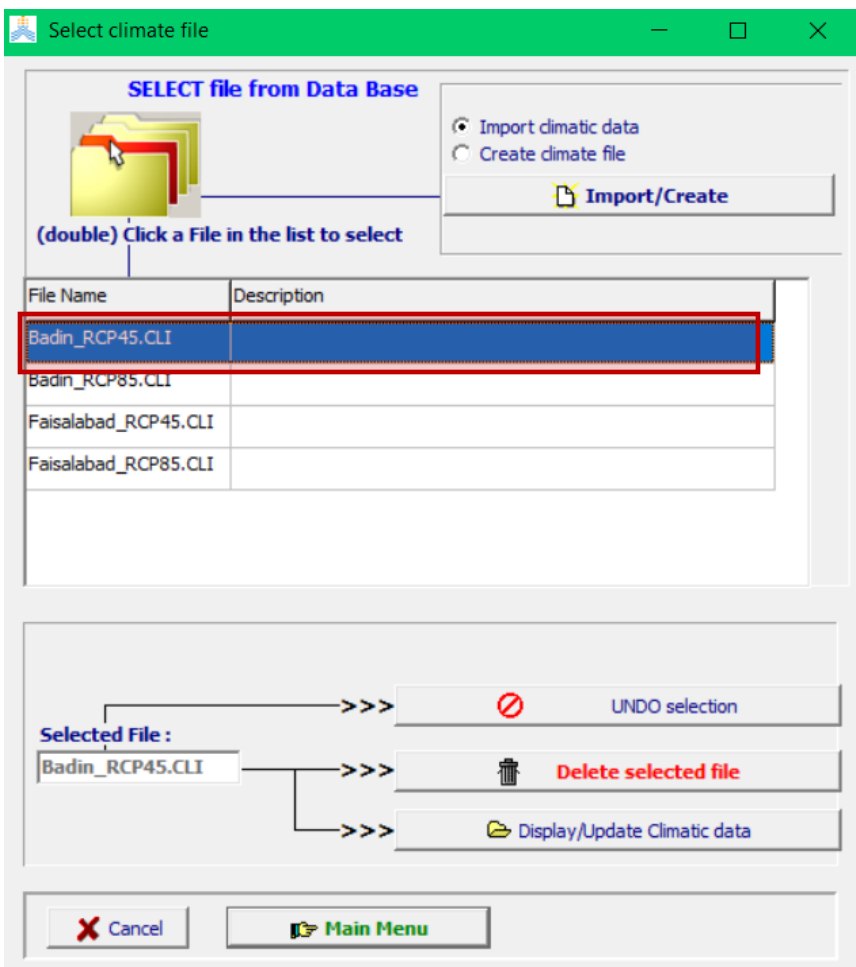 Select climate file
SELECT file from Data Base
Import climatic data
Create climate file
Import/Create
(double) Click a File in the list to select
File Name Description
Badin_RCP45.CLI
Badin_RCP85.CLI
Faisalabad_RCP45.CLI
Faisalabad_RCP85.CLI
>>> UNDO selection
Selected File :
Badin_RCP45.CLI >>> Delete selected file
>>> Display/Update Climatic data
Cancel Main Menu